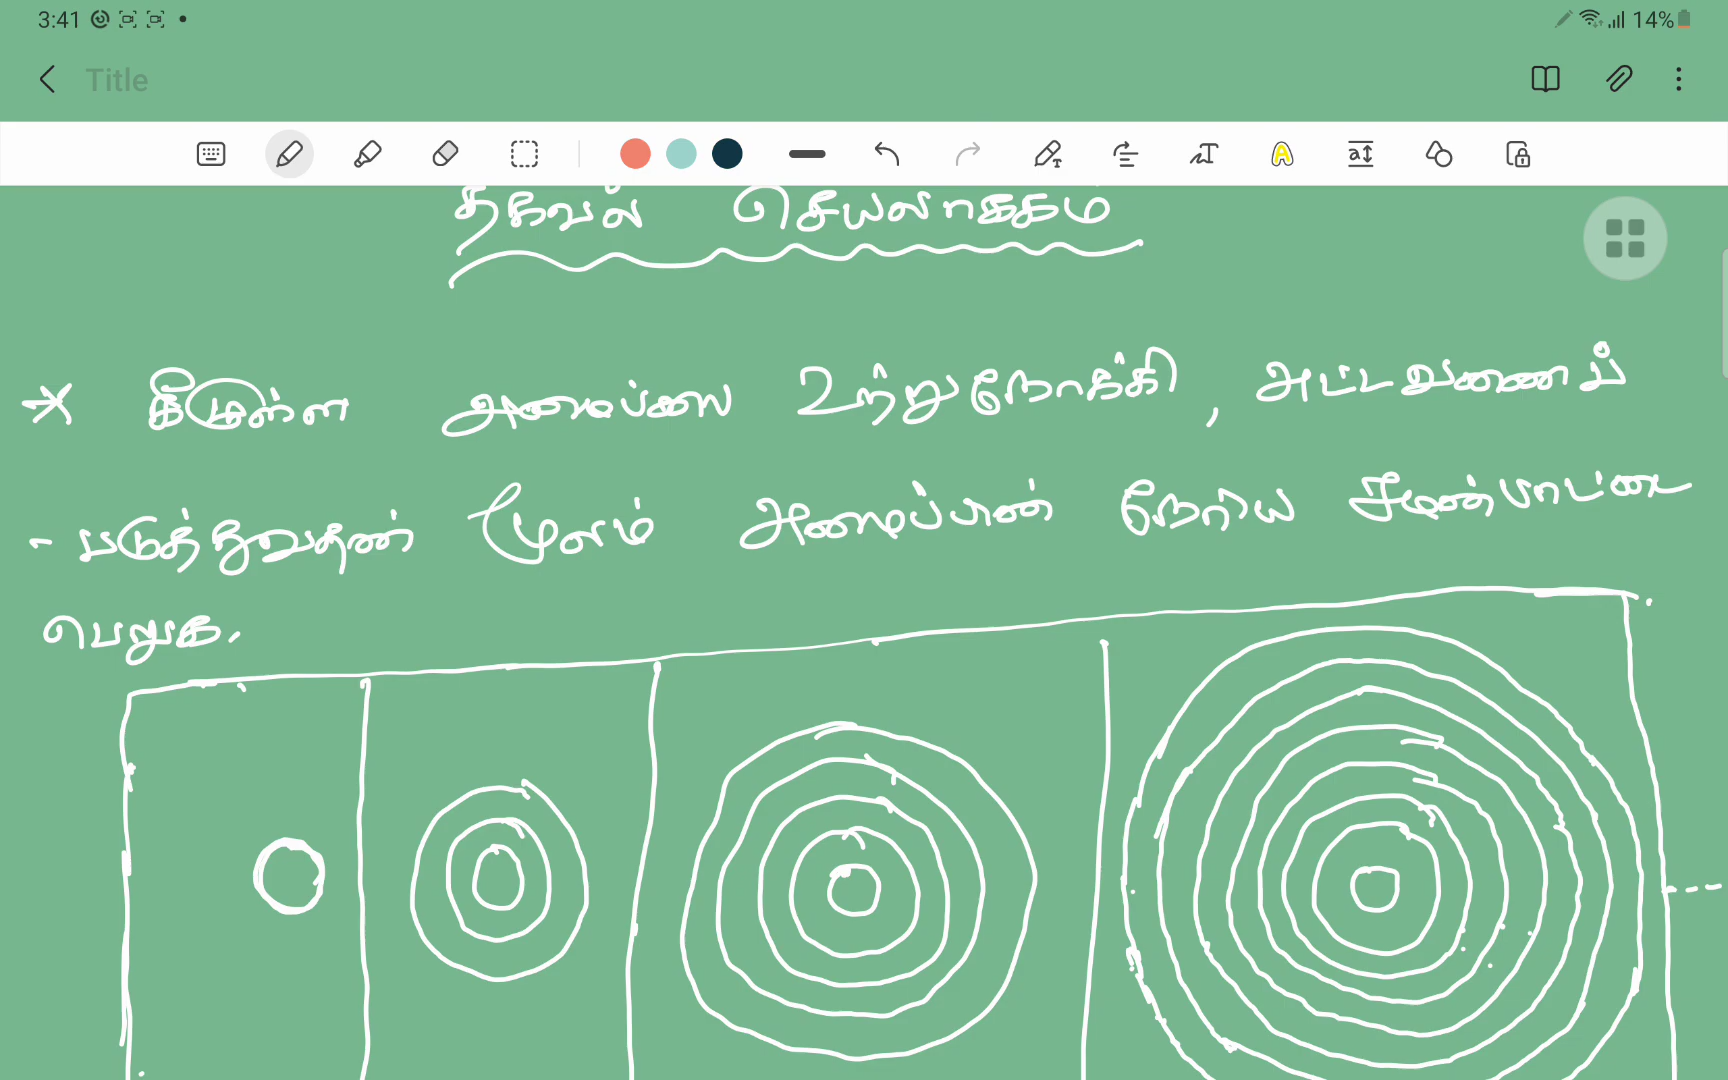 3:41
14%
Title
தகவல் செயலாக்கம்
* கீழுள்ள அமைப்பை உற்றுநோக்கி, அட்டவணைப்
- படுத்துவதன் மூலம் அமைப்பின் நேரிய சமன்பாட்டை
பெறுக.